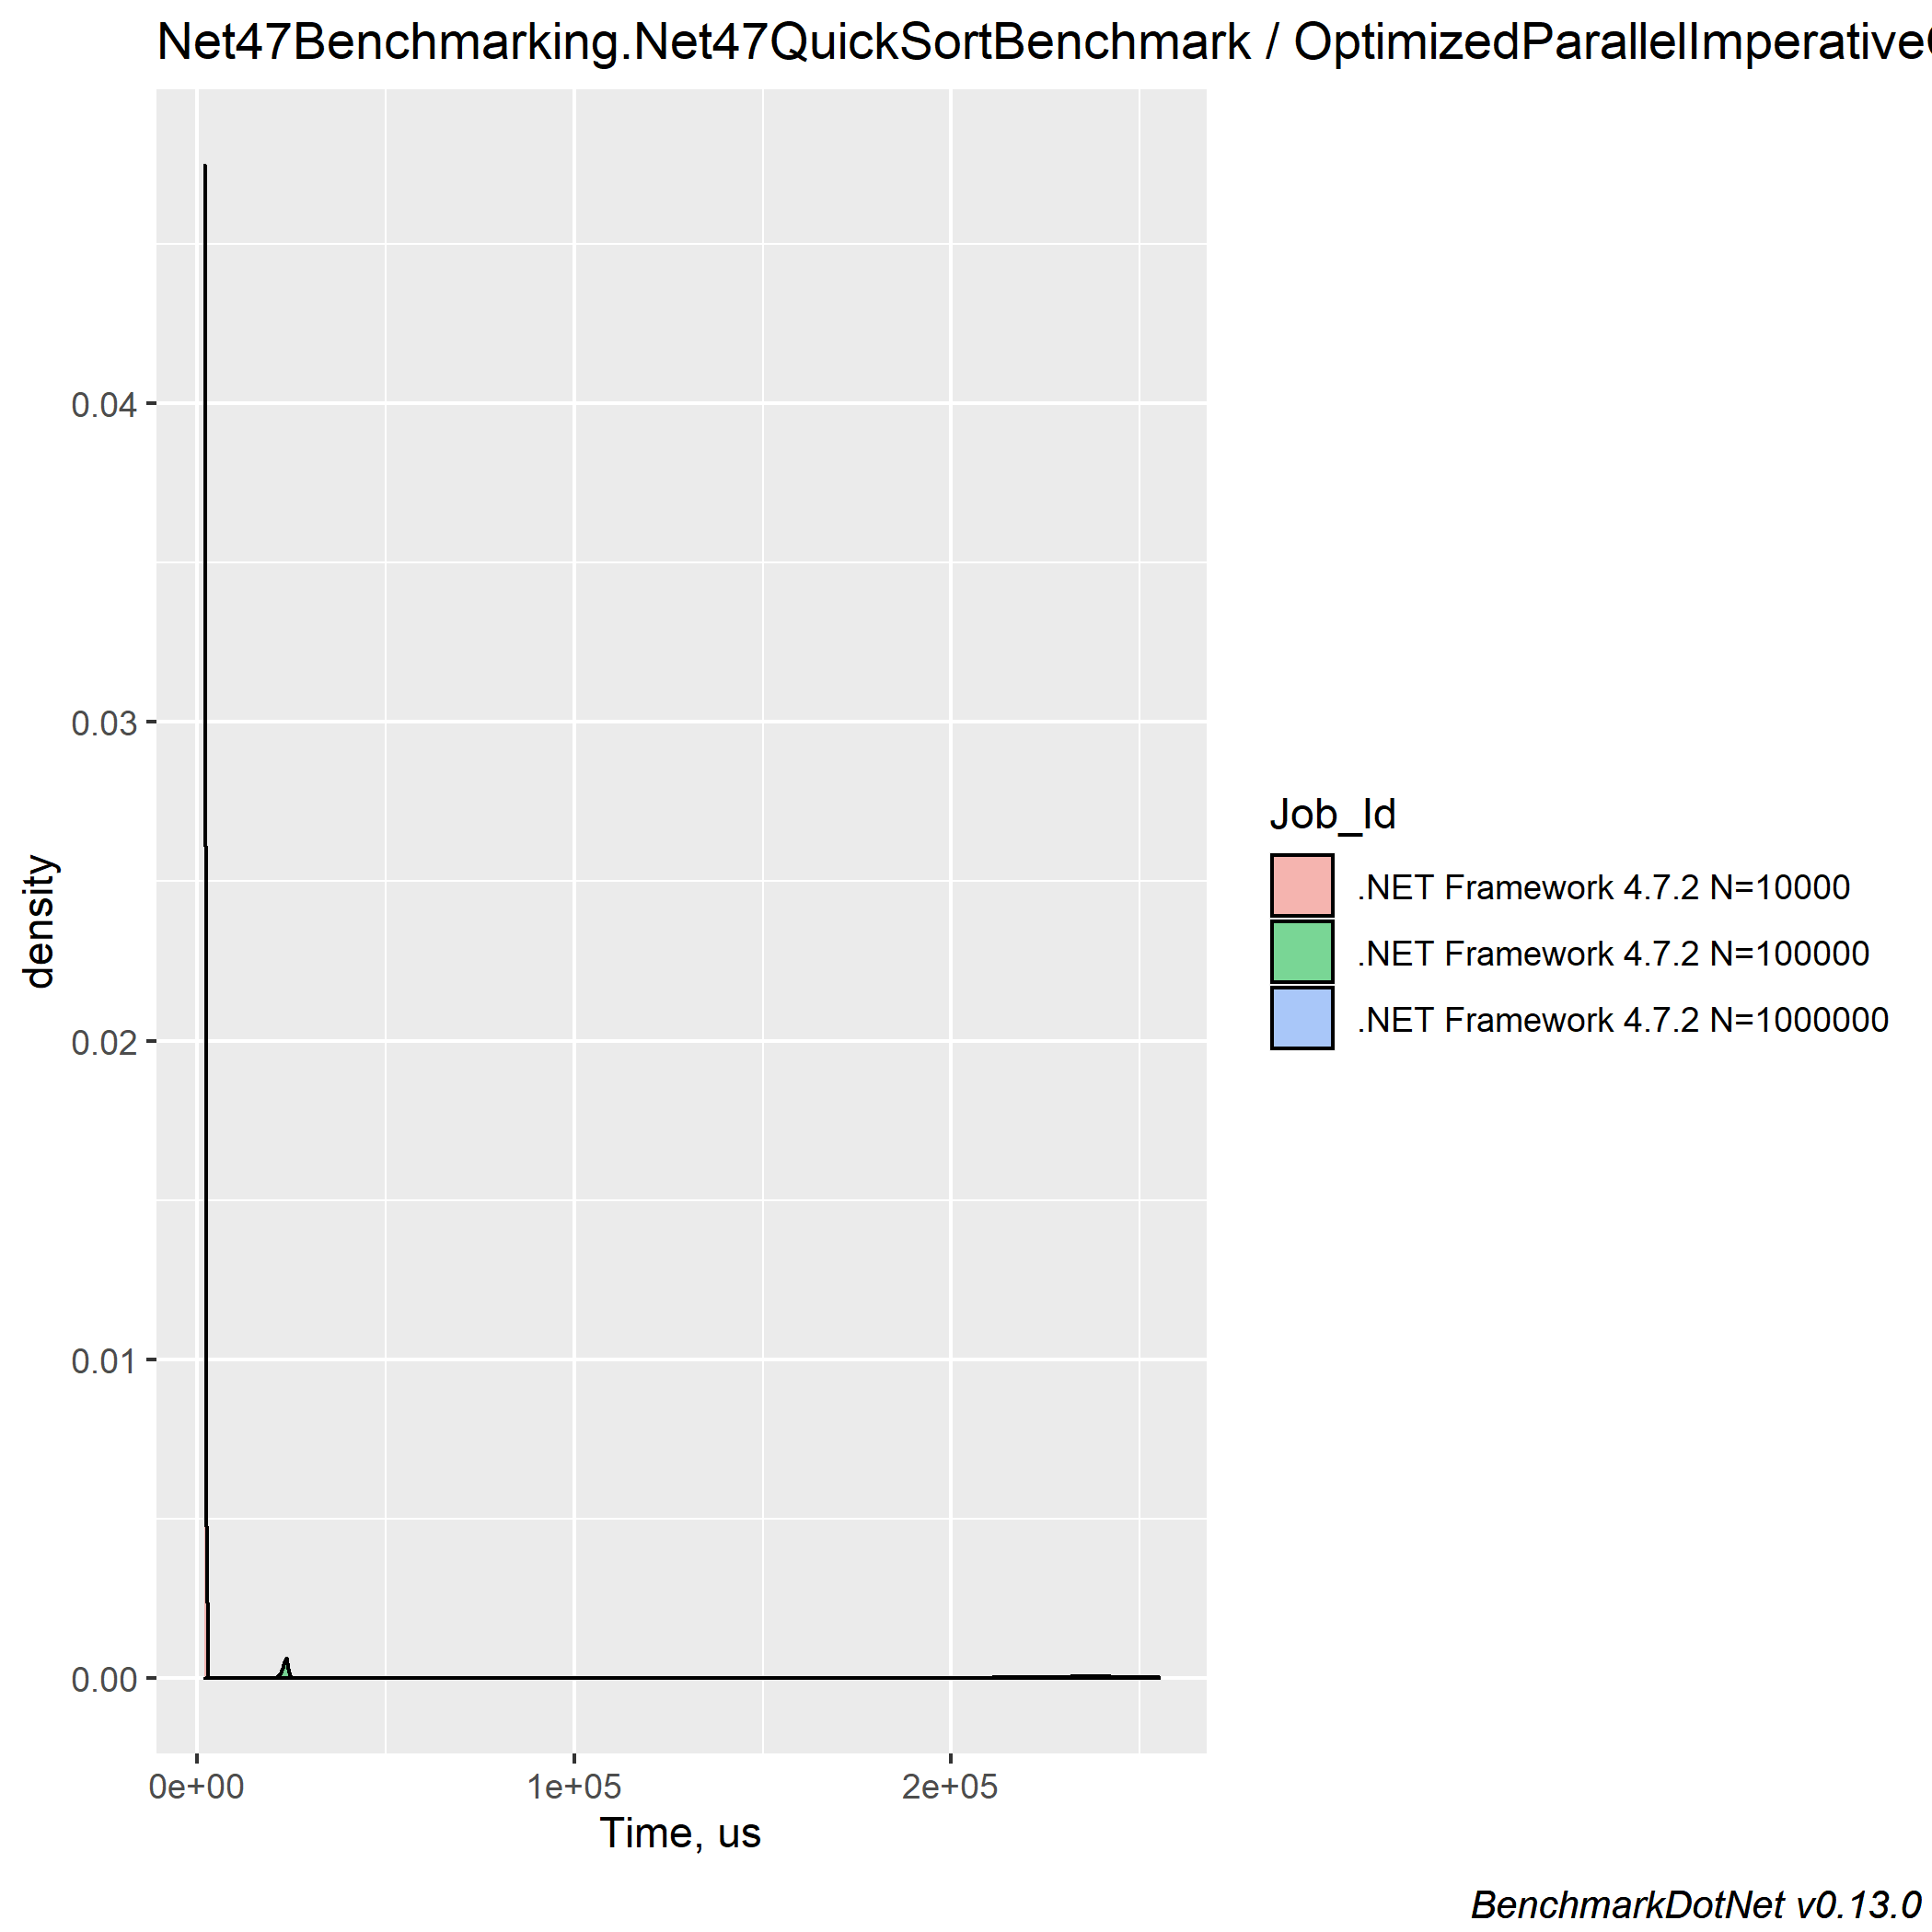 Net47Benchmarking.Net47QuickSortBenchmark / OptimizedParallelImperative
0.04
0.03
0.02
0.01
0.00
density
0e+00 1e+05 2e+05
Time, us
Job_Id
.NET Framework 4.7.2 N=10000
.NET Framework 4.7.2 N=100000
.NET Framework 4.7.2 N=1000000
BenchmarkDotNet v0.13.0